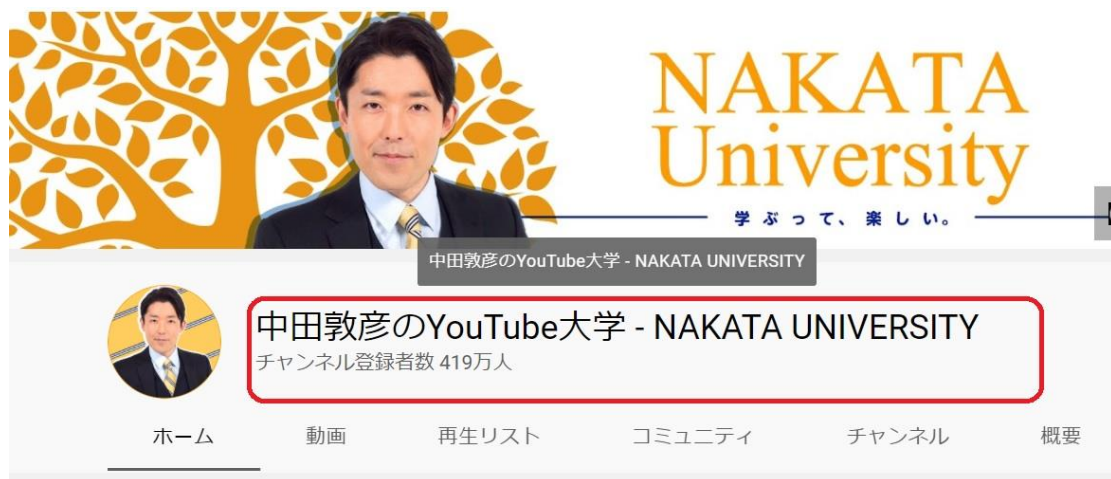 NAKATA
University
学ぶって、楽しい。
中田敦彦のYouTube大学 - NAKATA UNIVERSITY
中田敦彦のYouTube大学 - NAKATA UNIVERSITY
チャンネル登録者数 419万人
ホーム 動画 再生リスト コミュニティ チャンネル 概要